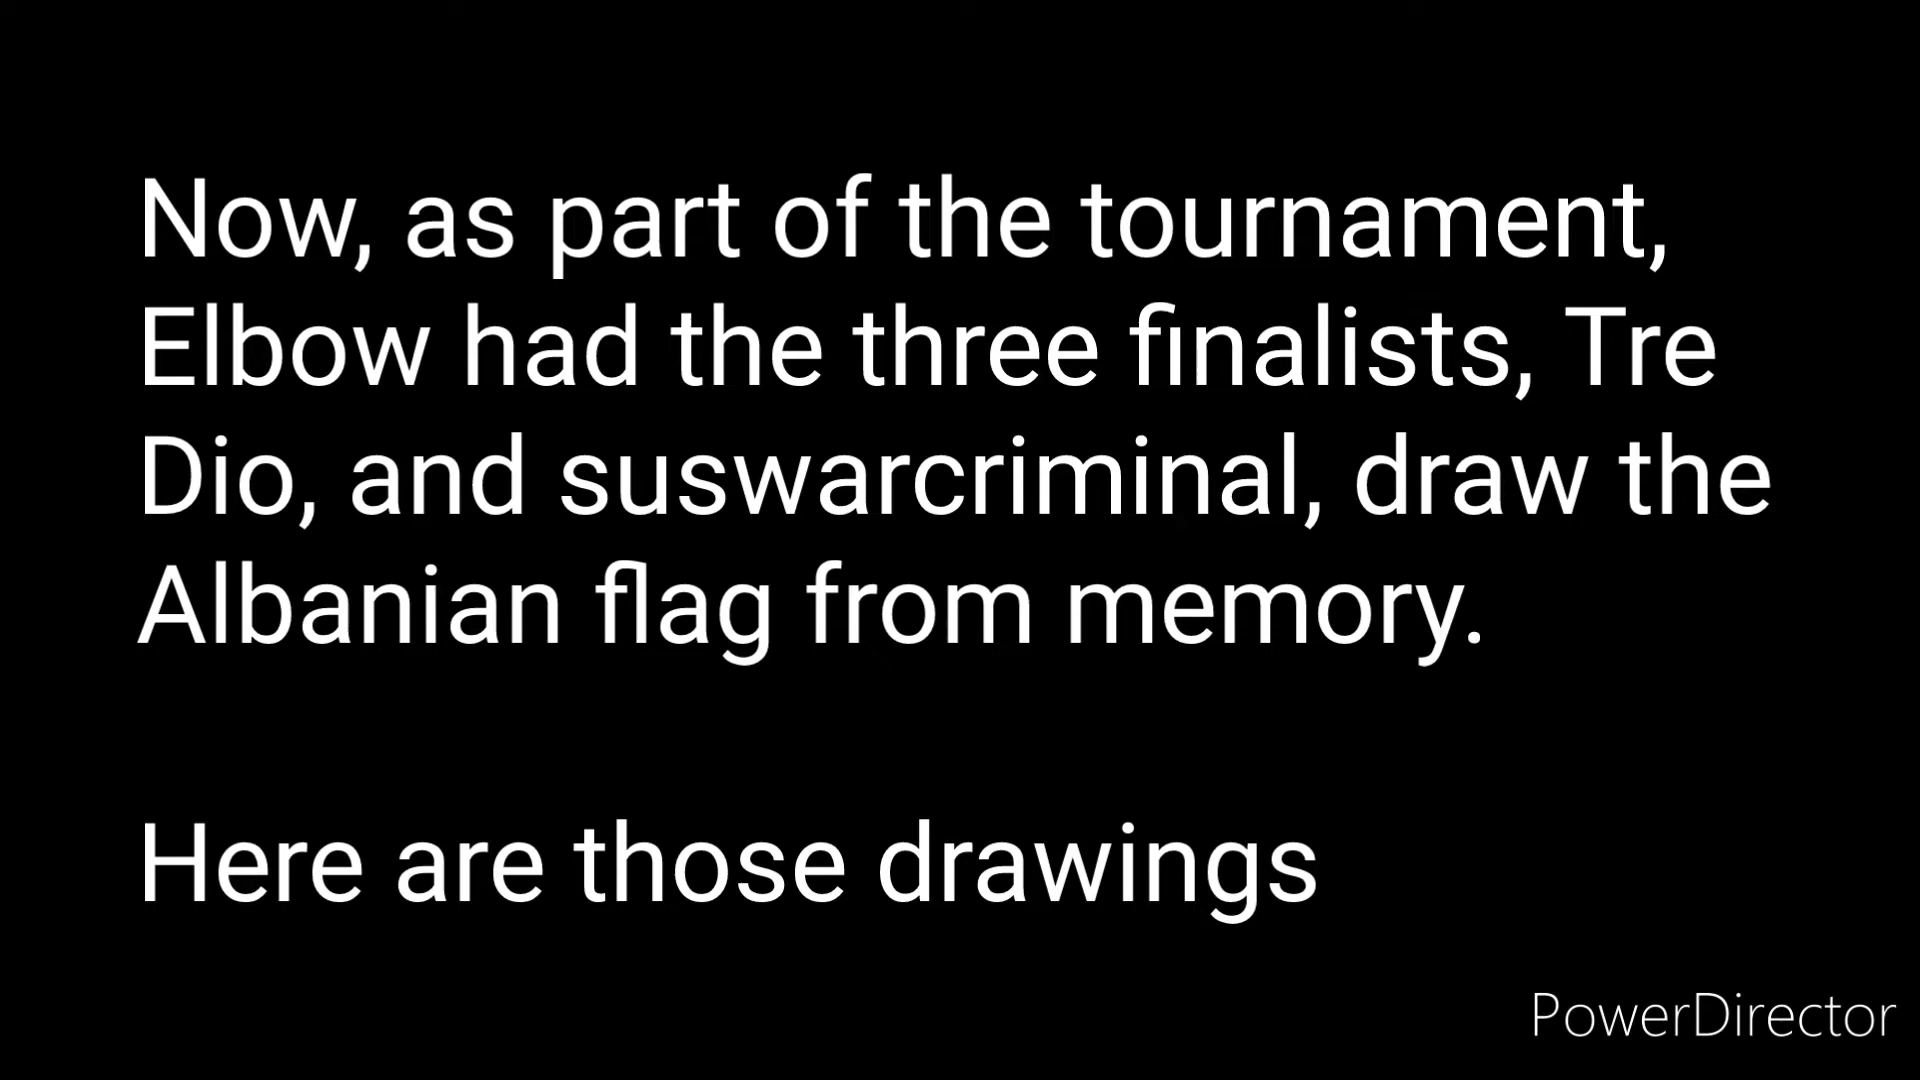 Now, as part of the tournament,
Elbow had the three finalists, Tre
Dio, and suswarcriminal, draw the
Albanian flag from memory.
Here are those drawings
PowerDirector